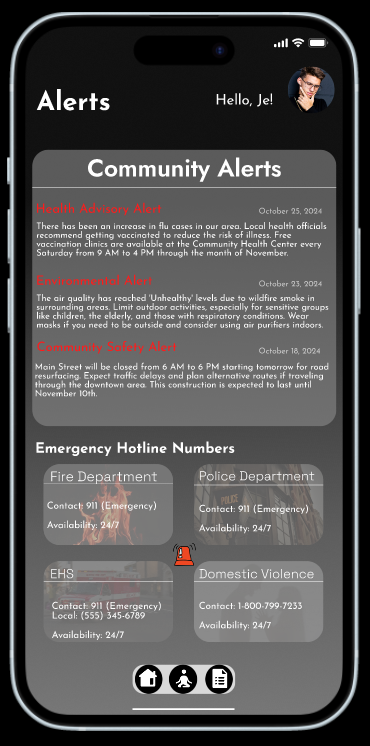 Alerts
Hello, Je!
Community Alerts
Health Advisory Alert
October 25, 2024
There has been an increase in flu cases in our area. Local health officials
recommend getting vaccinated to reduce the risk of illness. Free
vaccination clinics are available at the Community Health Center every
Saturday from 9 AM to 4 PM through the month of November.
Environmental Alert
October 23, 2024
The air quality has reached 'Unhealthy' levels due to wildfire smoke in
surrounding areas. Limit outdoor activities, especially for sensitive groups
like children, the elderly, and those with respiratory conditions. Wear
masks if you need to be outside and consider using air purifiers indoors.
Community Safety Alert
October 18, 2024
Main Street will be closed from 6 AM to 6 PM starting tomorrow for road
resurfacing. Expect traffic delays and plan alternative routes if traveling
through the downtown area. This construction is expected to last until
November 10th.
Emergency Hotline Numbers
Fire Department
Contact: 911 (Emergency)
Availability: 24/7
Police Department
POLICE
Contact: 911 (Emergency)
Availability: 24/7
EHS
Contact: 911 (Emergency)
Local: (555) 345-6789
Availability: 24/7
Domestic Violence
Contact: 1-800-799-7233
Availability: 24/7